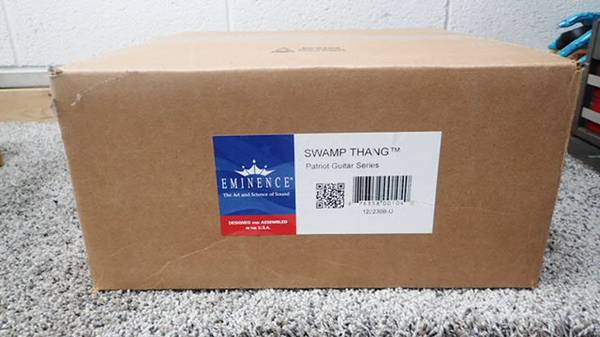 SWAMP THANG™
Patriot Guitar Series
EMINENCE
The Art and Science of Sound
DESIGNED AND ASSEMBLED
IN THE U.S.A.